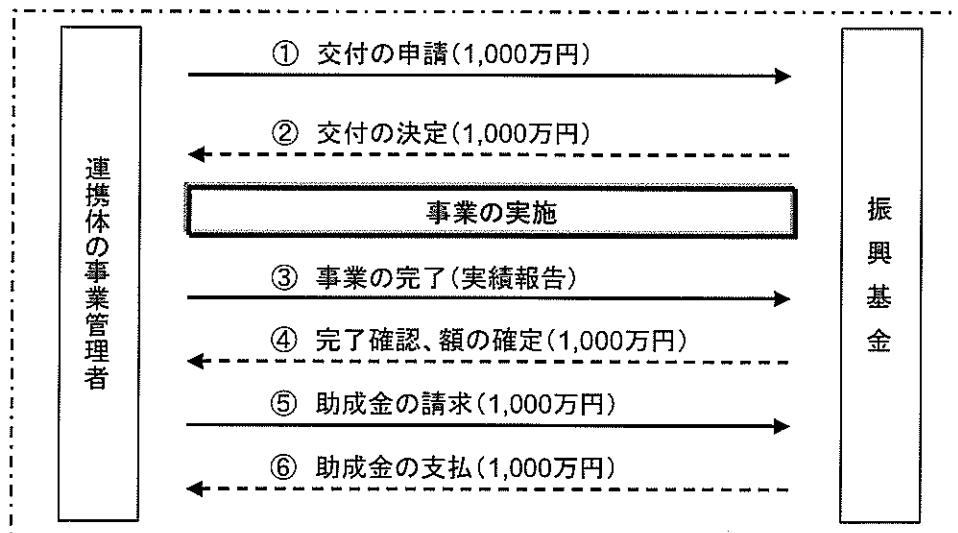 ① 交付の申請(1,000万円)
② 交付の決定(1,000万円)
連携体の事業管理者
事業の実施
振興基金
③ 事業の完了(実績報告)
④ 完了確認、額の確定(1,000万円)
⑤ 助成金の請求(1,000万円)
⑥ 助成金の支払(1,000万円)